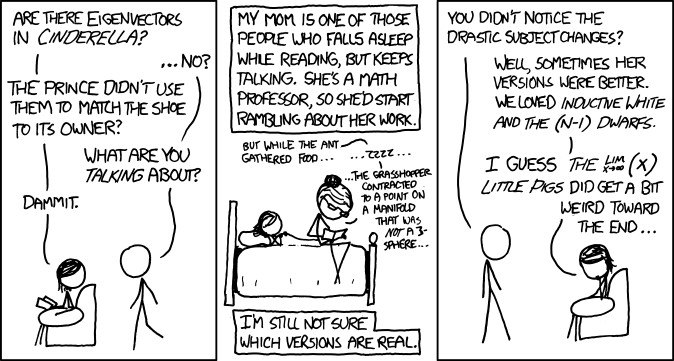 ARE THERE EIGENVECTORS
IN CINDERELLA?
...NO?
THE PRINCE DIDN'T USE
THEM TO MATCH THE SHOE
TO ITS OWNER?
WHAT ARE YOU
TALKING ABOUT?
DAMMIT.
MY MOM IS ONE OF THOSE
PEOPLE WHO FALLS ASLEEP
WHILE READING, BUT KEEPS
TALKING. SHE'S A MATH
PROFESSOR, SO SHE'D START
RAMBLING ABOUT HER WORK.
BUT WHILE THE ANT
GATHERED FOOD...
...ZZZZ...
...THE GRASSHOPPER
CONTRACTED
TO A POINT ON
A MANIFOLD
THAT WAS
NOT A 3-
SPHERE...
I'M STILL NOT SURE
WHICH VERSIONS ARE REAL.
YOU DIDN'T NOTICE THE
DRASTIC SUBJECT CHANGES?
WELL, SOMETIMES HER
VERSIONS WERE BETTER.
WE LOVED INDUCTIVE WHITE
AND THE (N-1) DWARFS.
I GUESS THE LIM X→∞ (X)
LITTLE PIGS DID GET A BIT
WEIRD TOWARD
THE END...